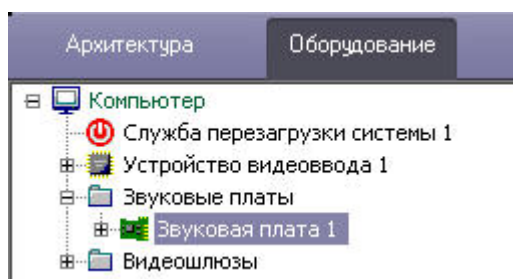 Архитектура Оборудование
Компьютер
Служба перезагрузки системы 1
Устройство видеоввода 1
Звуковые платы
Звуковая плата 1
Видеошлюзы